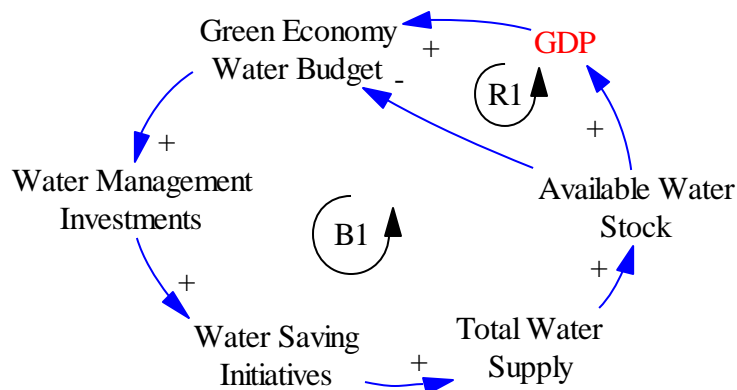 Green Economy
Water Budget
-
+
GDP
R1
+
+
Water Management
Investments
Available Water
Stock
B1
+
+
Water Saving
Initiatives
+
Total Water
Supply